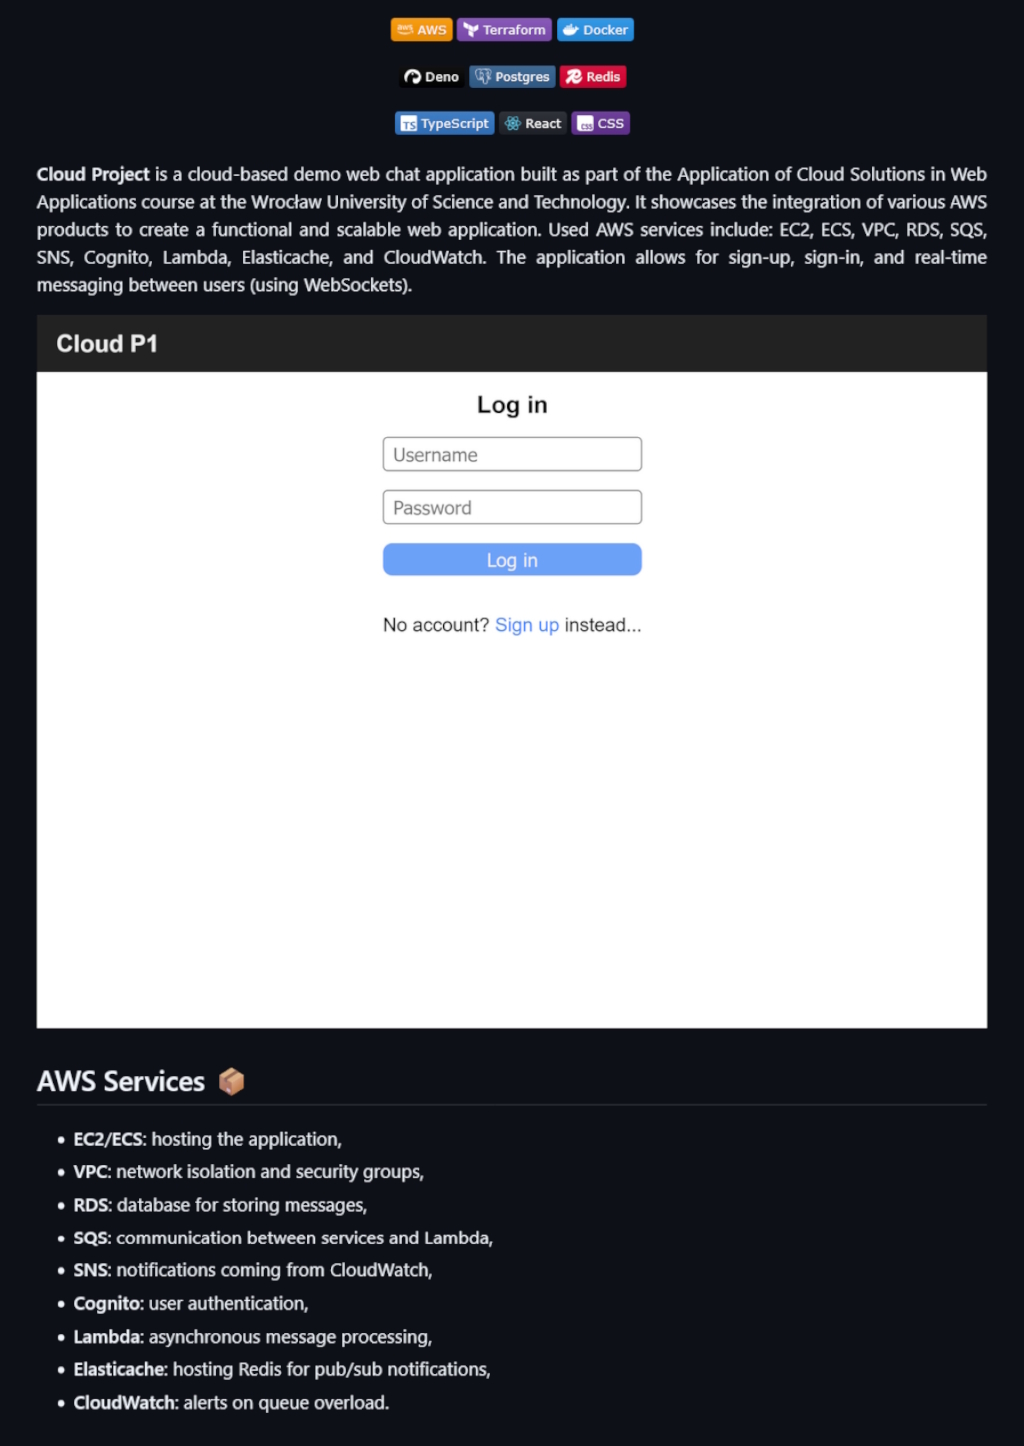 aws AWS Terraform Docker
Deno Postgres Redis
TS TypeScript React CSS CSS
Cloud Project is a cloud-based demo web chat application built as part of the Application of Cloud Solutions in Web
Applications course at the Wrocław University of Science and Technology. It showcases the integration of various AWS
products to create a functional and scalable web application. Used AWS services include: EC2, ECS, VPC, RDS, SQS,
SNS, Cognito, Lambda, Elasticache, and CloudWatch. The application allows for sign-up, sign-in, and real-time
messaging between users (using WebSockets).
Cloud P1
Log in
Username
Password
Log in
No account? Sign up instead...
AWS Services 📦
• EC2/ECS: hosting the application,
• VPC: network isolation and security groups,
• RDS: database for storing messages,
• SQS: communication between services and Lambda,
• SNS: notifications coming from CloudWatch,
• Cognito: user authentication,
• Lambda: asynchronous message processing,
• Elasticache: hosting Redis for pub/sub notifications,
• CloudWatch: alerts on queue overload.